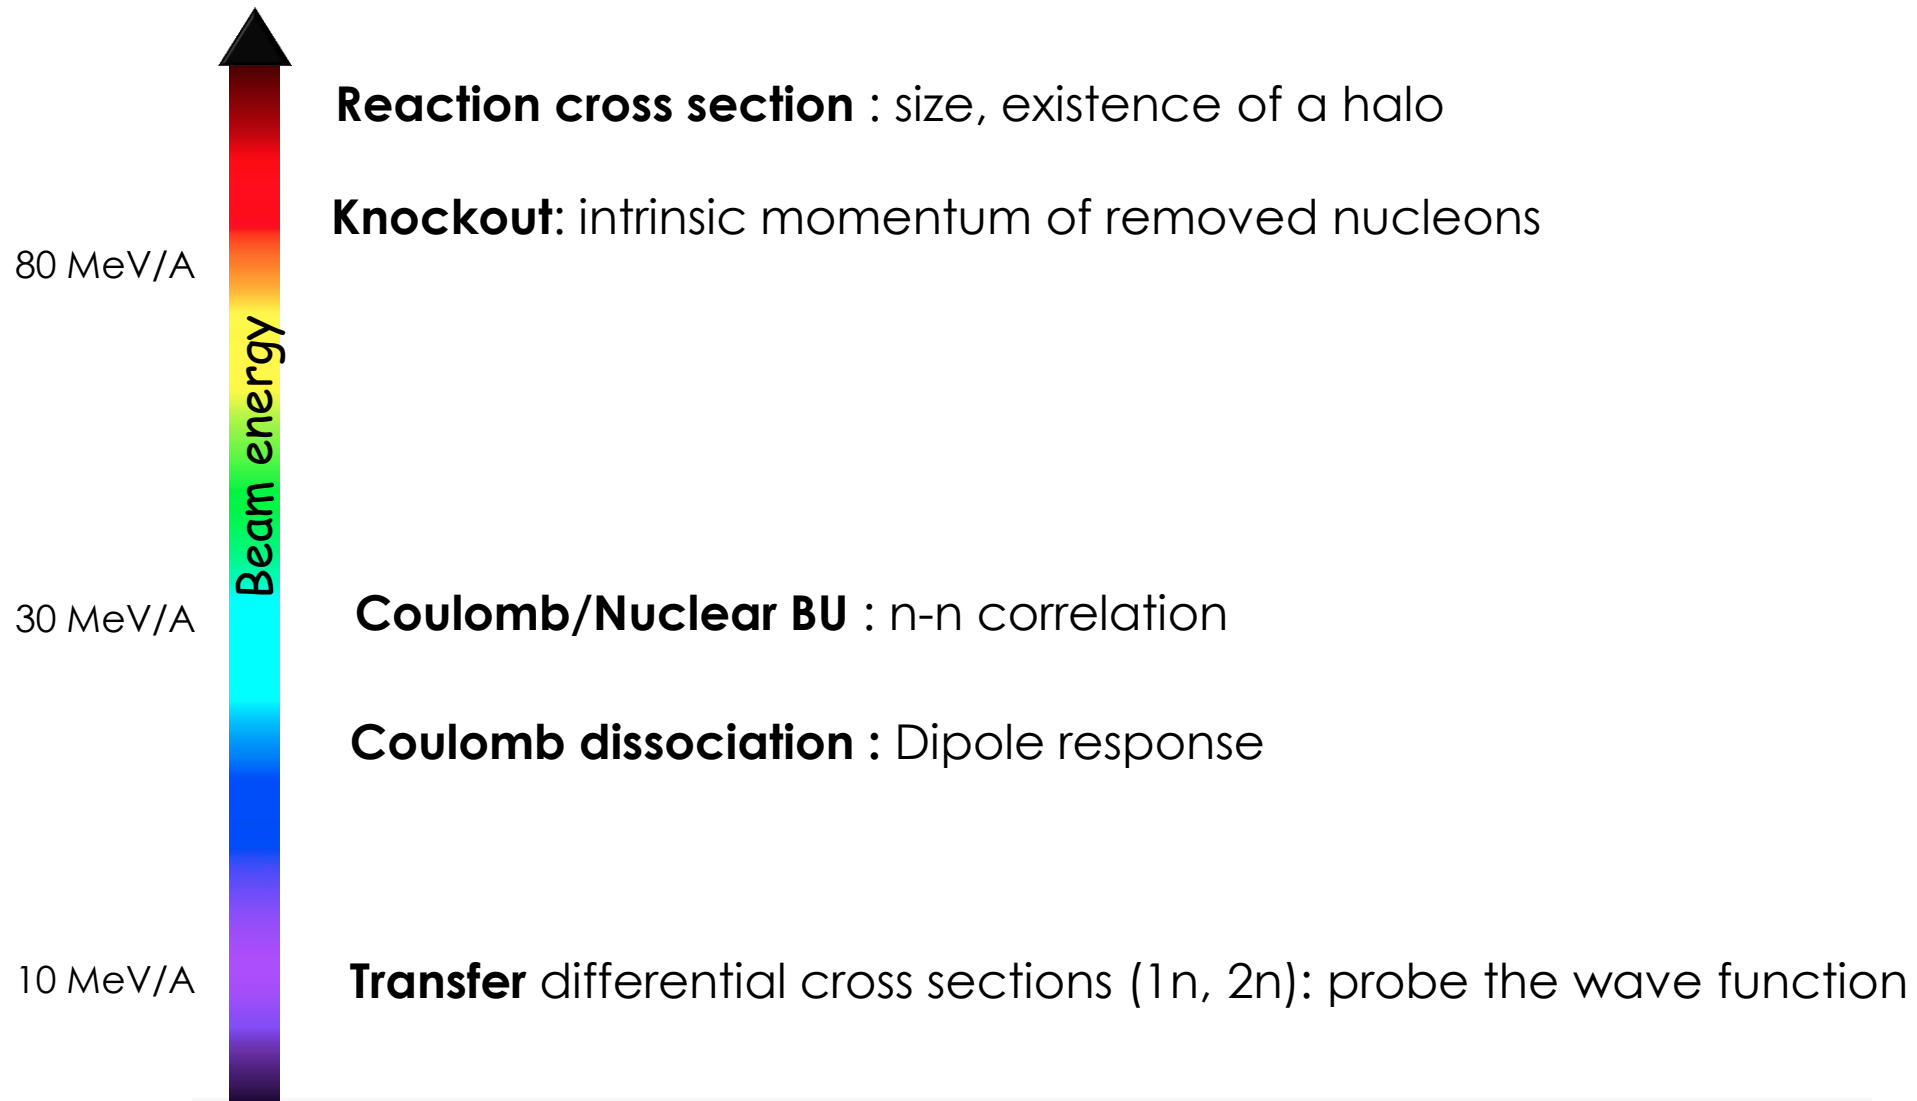 Reaction cross section : size, existence of a halo
Knockout: intrinsic momentum of removed nucleons
80 MeV/A
Beam energy
30 MeV/A
Coulomb/Nuclear BU : n-n correlation
Coulomb dissociation : Dipole response
10 MeV/A
Transfer differential cross sections (1n, 2n): probe the wave function